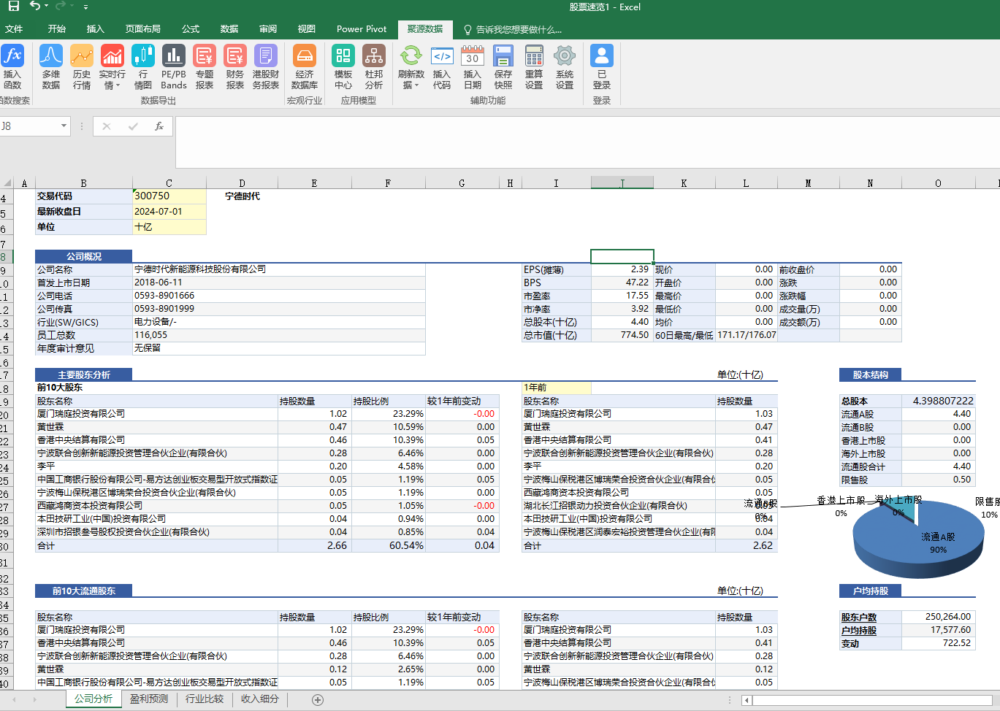 股票速览1 - Excel
文件 开始 插入 页面布局 公式 数据 审阅 视图 Power Pivot 聚源数据 告诉我您想要做什么...
fx
插入 多维 历史 实时行 行 PE/PB 专题 财务 港股财 经济 模板 杜邦 刷新数 插入 插入 保存 重算 系统 已
函数 数据 行情 情 情图 Bands 报表 报表 务报表 数据库 中心 分析 据 代码 日期 快照 设置 设置 登录
函数搜索 数据导出 宏观行业 应用模型 辅助功能 登录
J8 fx
A B C D E F G H I J K L M N O
4 交易代码 300750 宁德时代
5 最新收盘日 2024-07-01
6 单位 十亿
7
8 公司概况
9 公司名称 宁德时代新能源科技股份有限公司 EPS(摊薄) 2.39 现价 0.00 前收盘价 0.00
10 首发上市日期 2018-06-11 BPS 47.22 开盘价 0.00 涨跌 0.00
11 公司电话 0593-8901666 市盈率 17.55 最高价 0.00 涨跌幅 0.00
12 公司传真 0593-8901999 市净率 3.92 最低价 0.00 成交量(万) 0.00
13 行业(SW/GICS) 电力设备/- 总股本(十亿) 4.40 均价 0.00 成交额(万) 0.00
14 员工总数 116,055 总市值(十亿) 774.50 60日最高/最低 171.17/176.07
15 年度审计意见 无保留
16
17 主要股东分析 单位:(十亿) 股本结构
18 前10大股东 1年前
19 股东名称 持股数量 持股比例 较1年前变动 股东名称 持股数量 总股本 4.398807222
20 厦门瑞庭投资有限公司 1.02 23.29% -0.00 厦门瑞庭投资有限公司 1.03 流通A股 4.40
21 黄世霖 0.47 10.59% 0.00 黄世霖 0.47 流通B股 0.00
22 香港中央结算有限公司 0.46 10.39% 0.05 香港中央结算有限公司 0.41 香港上市股 0.00
23 宁波联合创新新能源投资管理合伙企业(有限合伙) 0.28 6.46% 0.00 宁波联合创新新能源投资管理合伙企业(有限合伙) 0.28 海外上市股 0.00
24 李平 0.20 4.58% 0.00 李平 0.20 流通股合计 4.40
25 中国工商银行股份有限公司-易方达创业板交易型开放式指数证 0.05 1.19% 0.05 宁波梅山保税港区博瑞荣合投资合伙企业(有限合伙 0.05 限售股 0.50
26 宁波梅山保税港区博瑞荣合投资合伙企业(有限合伙) 0.05 1.19% 0.00 西藏鸿商资本投资有限公司 0.05
27 西藏鸿商资本投资有限公司 0.05 1.05% -0.00 湖北长江招银动力投资合伙企业(有限合伙) 0.05
28 本田技研工业(中国)投资有限公司 0.04 0.94% 0.00 本田技研工业(中国)投资有限公司 0.04
29 深圳市招银叁号股权投资合伙企业(有限合伙) 0.04 0.85% 0.04 宁波梅山保税港区润泰宏裕投资管理合伙企业(有限 0.04
30 合计 2.66 60.54% 0.04 合计 2.62
流通B股 0%
香港上市股 0%
海外上市股 0%
限售股 10%
流通A股 90%
31
32
33 前10大流通股东 单位:(十亿) 户均持股
34
35 股东名称 持股数量 持股比例 较1年前变动 股东名称 持股数量 股东户数 250,264.00
36 厦门瑞庭投资有限公司 1.02 23.29% -0.00 厦门瑞庭投资有限公司 1.03 户均持股 17,577.60
37 香港中央结算有限公司 0.46 10.39% 0.05 香港中央结算有限公司 0.41 变动 722.52
38 宁波联合创新新能源投资管理合伙企业(有限合伙) 0.28 6.46% 0.00 宁波联合创新新能源投资管理合伙企业(有限合伙) 0.28
39 黄世霖 0.12 2.65% 0.00 黄世霖 0.12
40 中国工商银行股份有限公司-易方达创业板交易型开放式指数证 0.05 1.19% 0.05 宁波梅山保税港区博瑞荣合投资合伙企业(有限合伙 0.05
公司分析 盈利预测 行业比较 收入细分